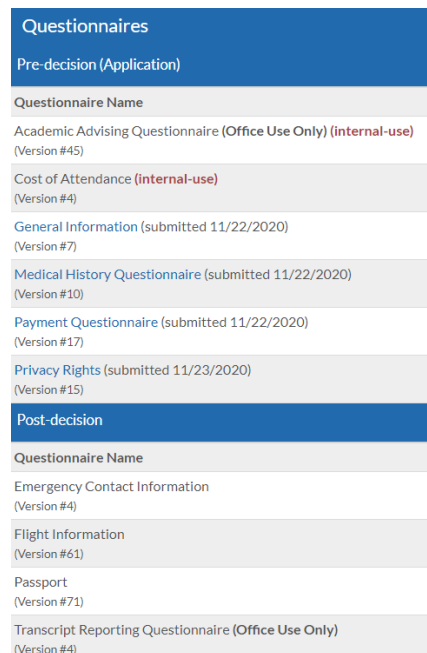 Questionnaires
Pre-decision (Application)
Questionnaire Name
Academic Advising Questionnaire (Office Use Only) (internal-use)
(Version #45)
Cost of Attendance (internal-use)
(Version #4)
General Information (submitted 11/22/2020)
(Version #7)
Medical History Questionnaire (submitted 11/22/2020)
(Version #10)
Payment Questionnaire (submitted 11/22/2020)
(Version #17)
Privacy Rights (submitted 11/23/2020)
(Version #15)
Post-decision
Questionnaire Name
Emergency Contact Information
(Version #4)
Flight Information
(Version #61)
Passport
(Version #71)
Transcript Reporting Questionnaire (Office Use Only)
(Version #4)